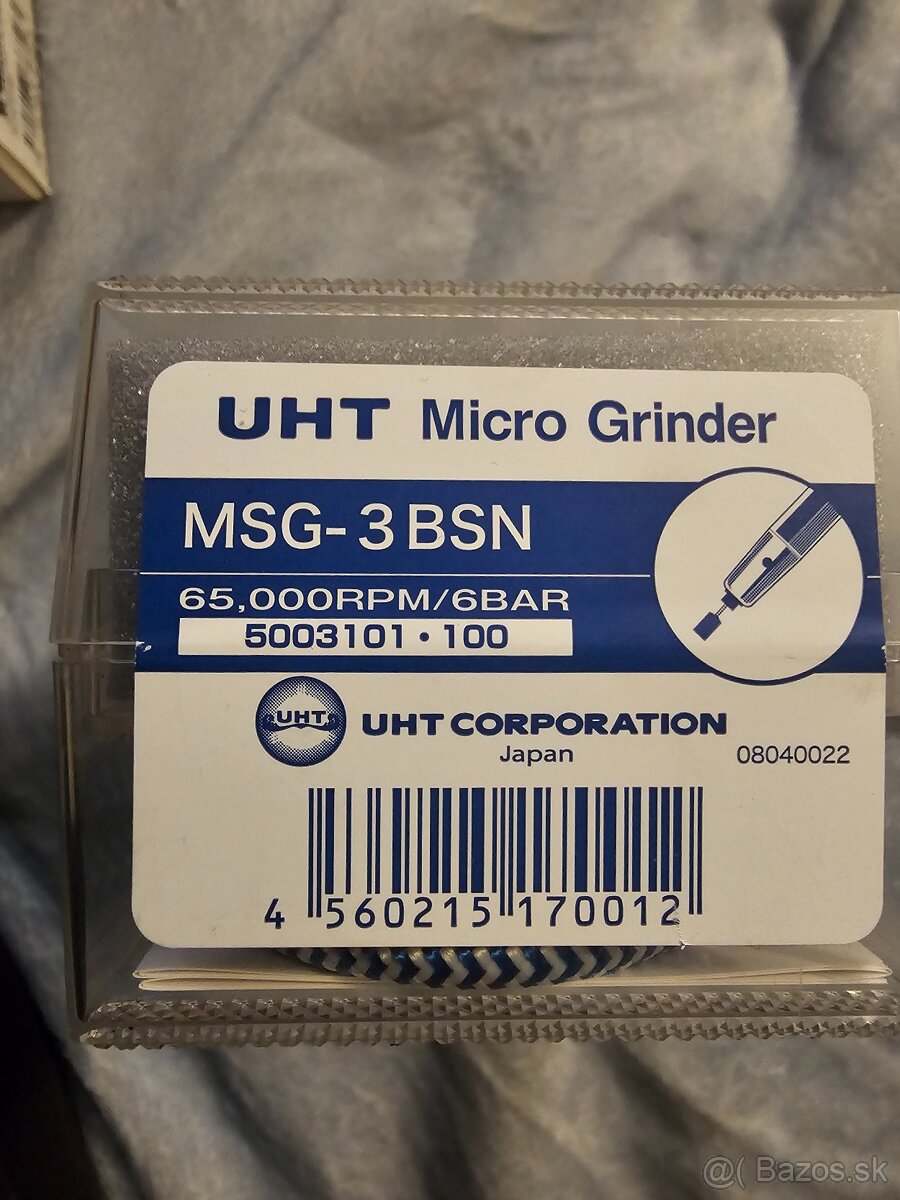 UHT Micro Grinder
MSG-3BSN
65,000RPM/6BAR
5003101・100
UHT
UHT CORPORATION
Japan
08040022
4 560215 170012
@( Bazos.sk